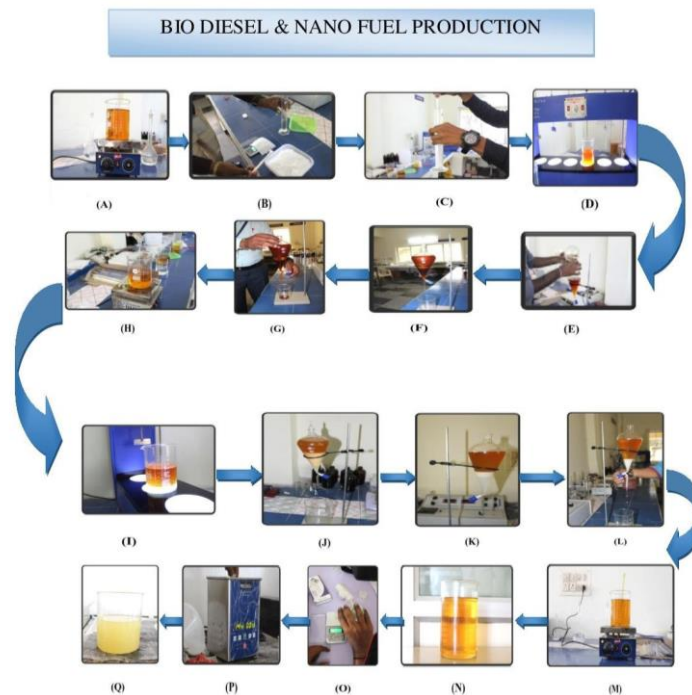 BIO DIESEL & NANO FUEL PRODUCTION
(A)
(B)
(C)
(D)
(H)
(G)
(F)
(E)
(I)
(J)
(K)
(L)
(Q)
(P)
(O)
(N)
(M)